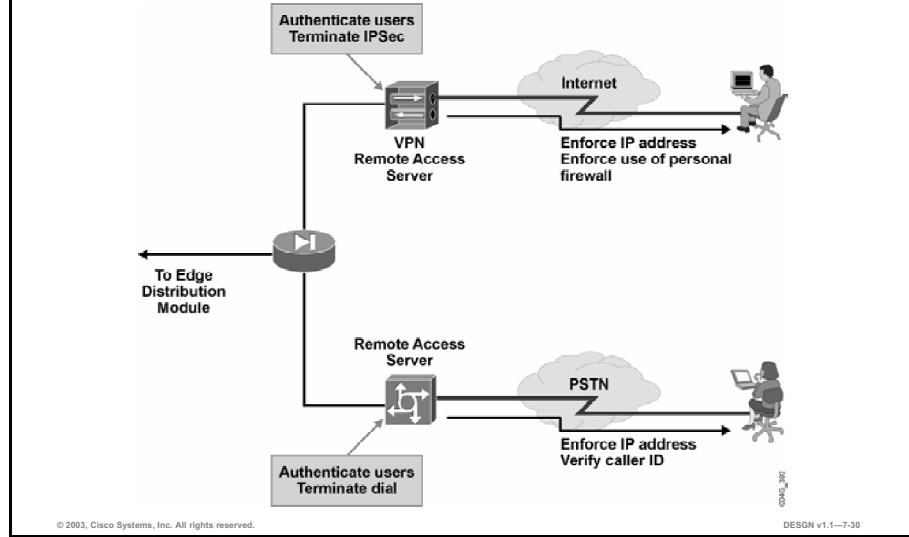 Authenticate users
Terminate IPSec
Internet
VPN
Remote Access
Server
Enforce IP address
Enforce use of personal
firewall
To Edge
Distribution
Module
Remote Access
Server
PSTN
Enforce IP address
Verify caller ID
Authenticate users
Terminate dial
© 2003, Cisco Systems, Inc. All rights reserved.
DESGN v1.1—7-30